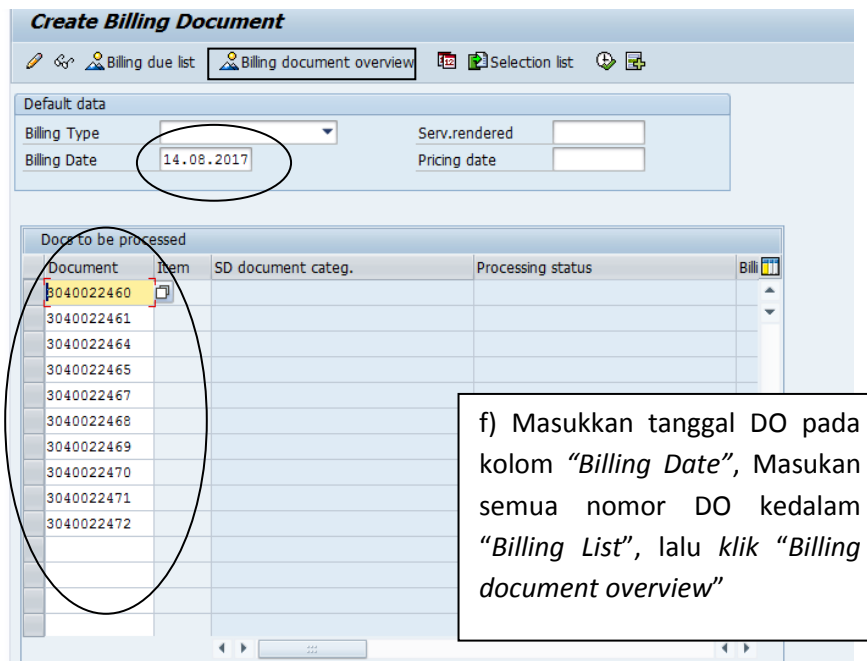 Create Billing Document
Billing due list Billing document overview Selection list
Default data
Billing Type Serv.rendered
Billing Date 14.08.2017 Pricing date
Docs to be processed
Document Item SD document categ. Processing status Billi
3040022460
3040022461
3040022464
3040022465
3040022467
3040022468
3040022469
3040022470
3040022471
3040022472
f) Masukkan tanggal DO pada
kolom “Billing Date”, Masukan
semua nomor DO kedalam
“Billing List”, lalu klik “Billing
document overview”